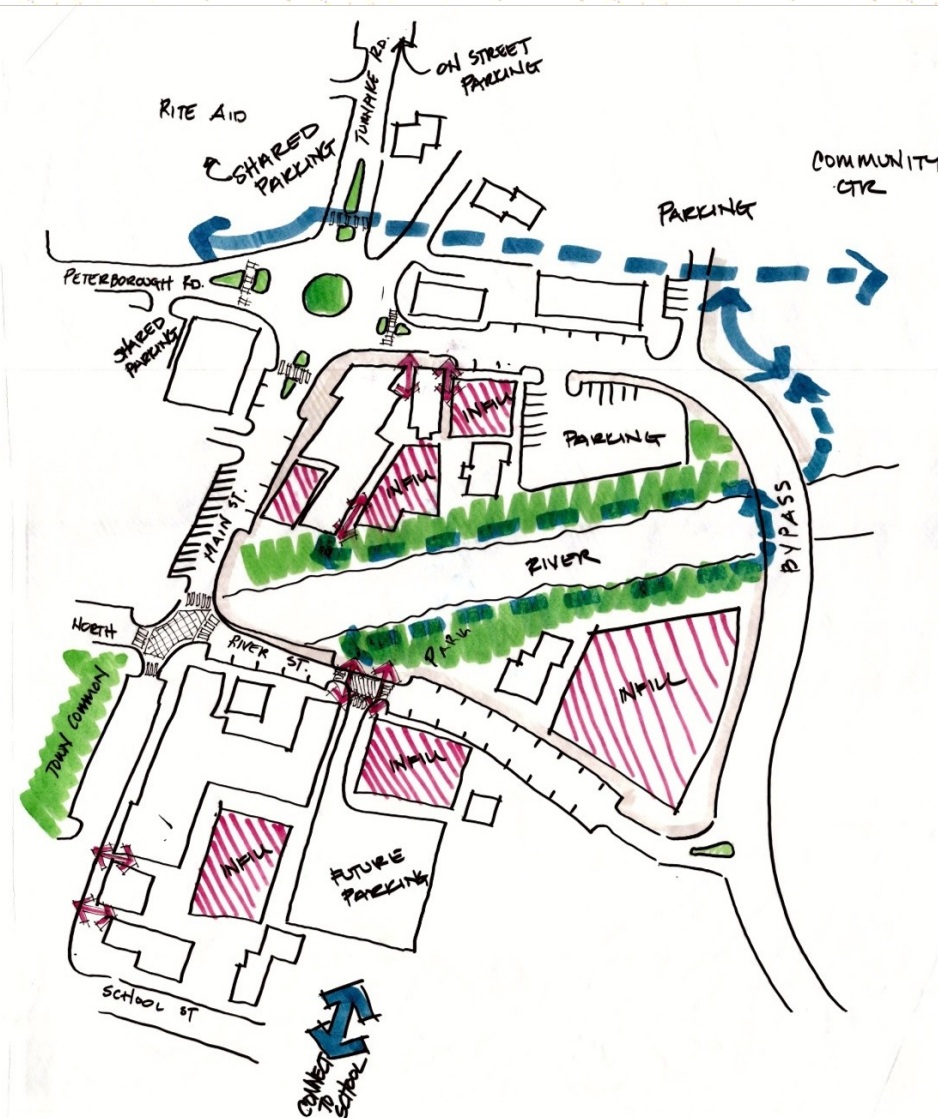 ON STREET
PARKING
TURNPIKE RD.
RITE AID
SHARED
PARKING
COMMUNITY
CTR
PARKING
PETERBOROUGH RD.
SHARED
PARKING
INFILL
PARKING
INFILL
MAIN ST.
BYPASS
RIVER
NORTH
RIVER ST.
PARK
INFILL
TOWN COMMON
INFILL
INFILL
FUTURE
PARKING
SCHOOL ST
CONNECT
TO
SCHOOL